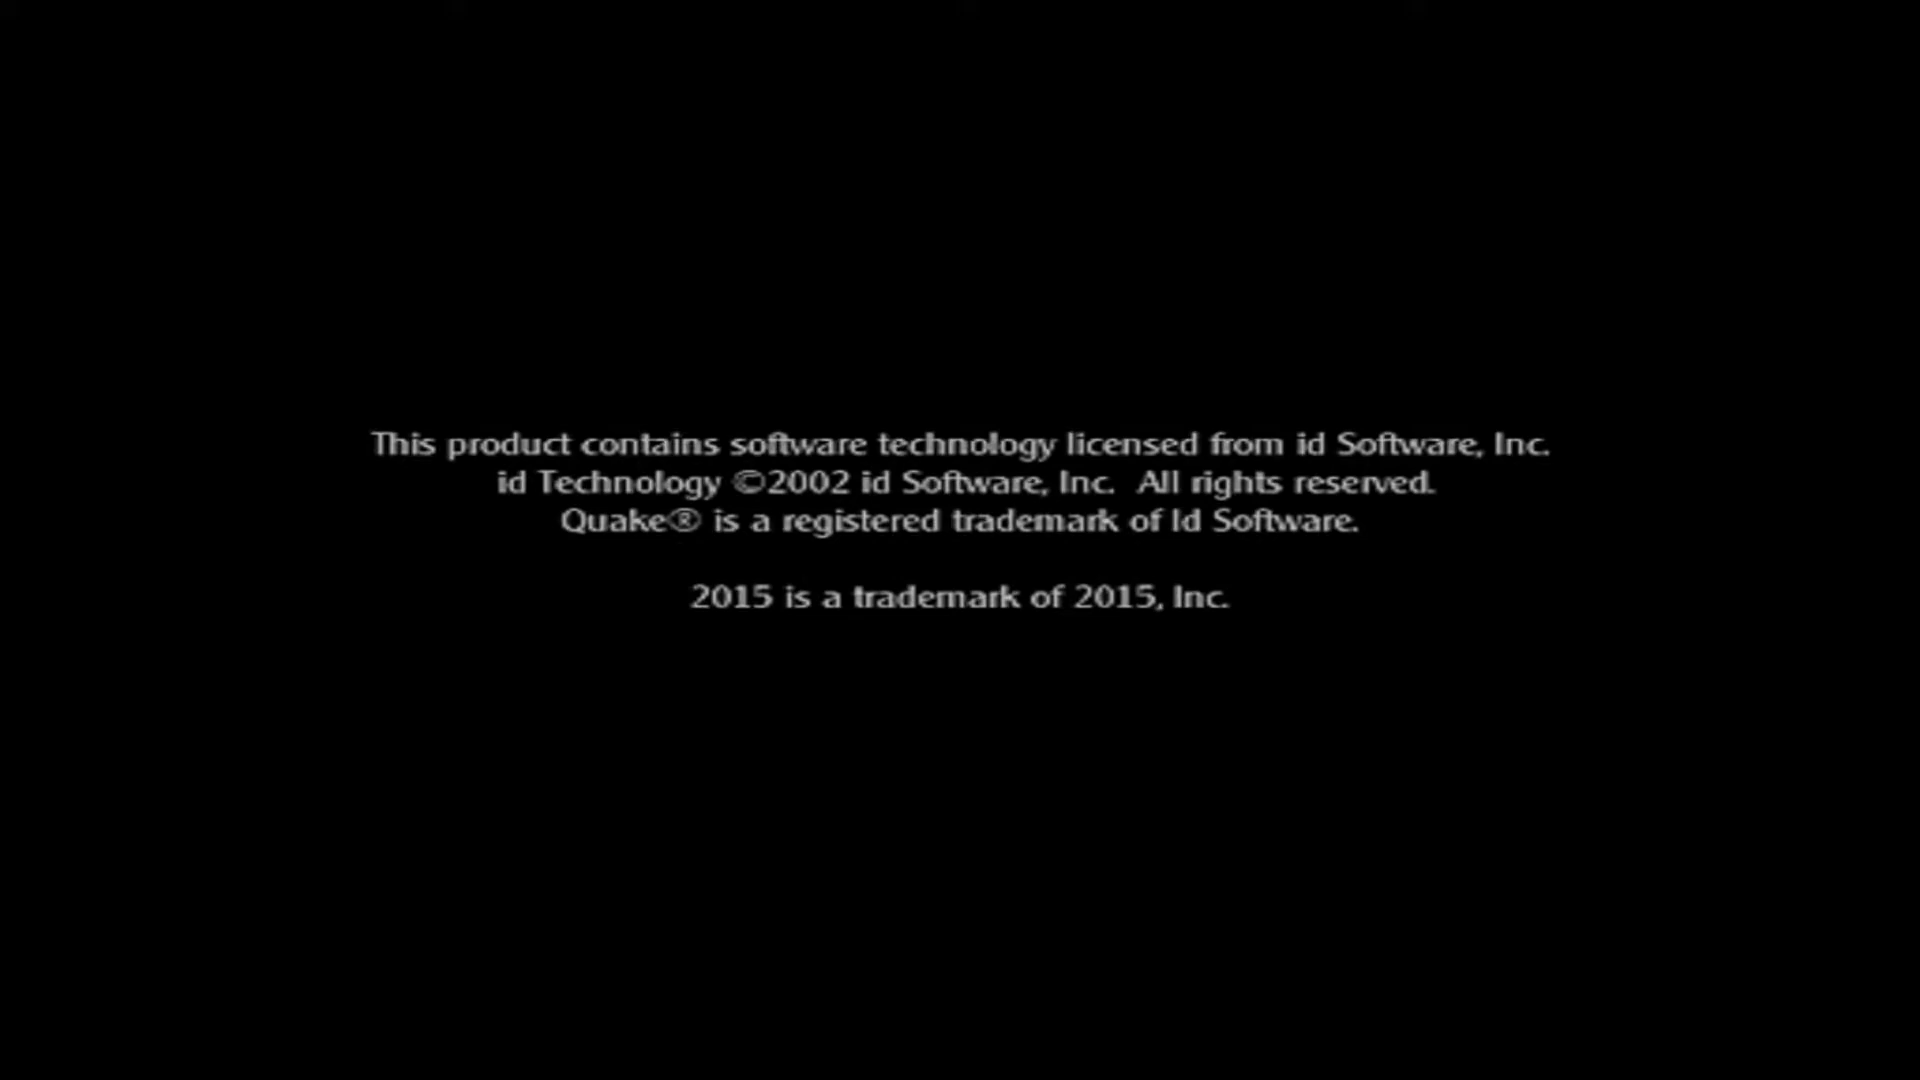 This product contains software technology licensed from id Software, Inc.
id Technology ©2002 id Software, Inc.  All rights reserved.
Quake® is a registered trademark of Id Software.
2015 is a trademark of 2015, Inc.